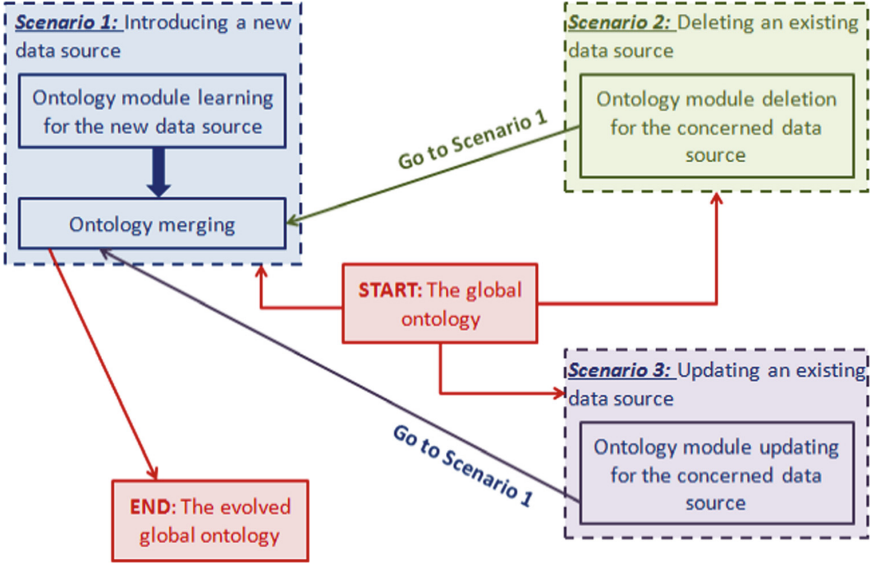 Scenario 1: Introducing a new
data source
Ontology module learning
for the new data source
Ontology merging
Scenario 2: Deleting an existing
data source
Ontology module deletion
for the concerned data
source
Go to Scenario 1
START: The global
ontology
Scenario 3: Updating an existing
data source
Ontology module updating
for the concerned data
source
Go to Scenario 1
END: The evolved
global ontology